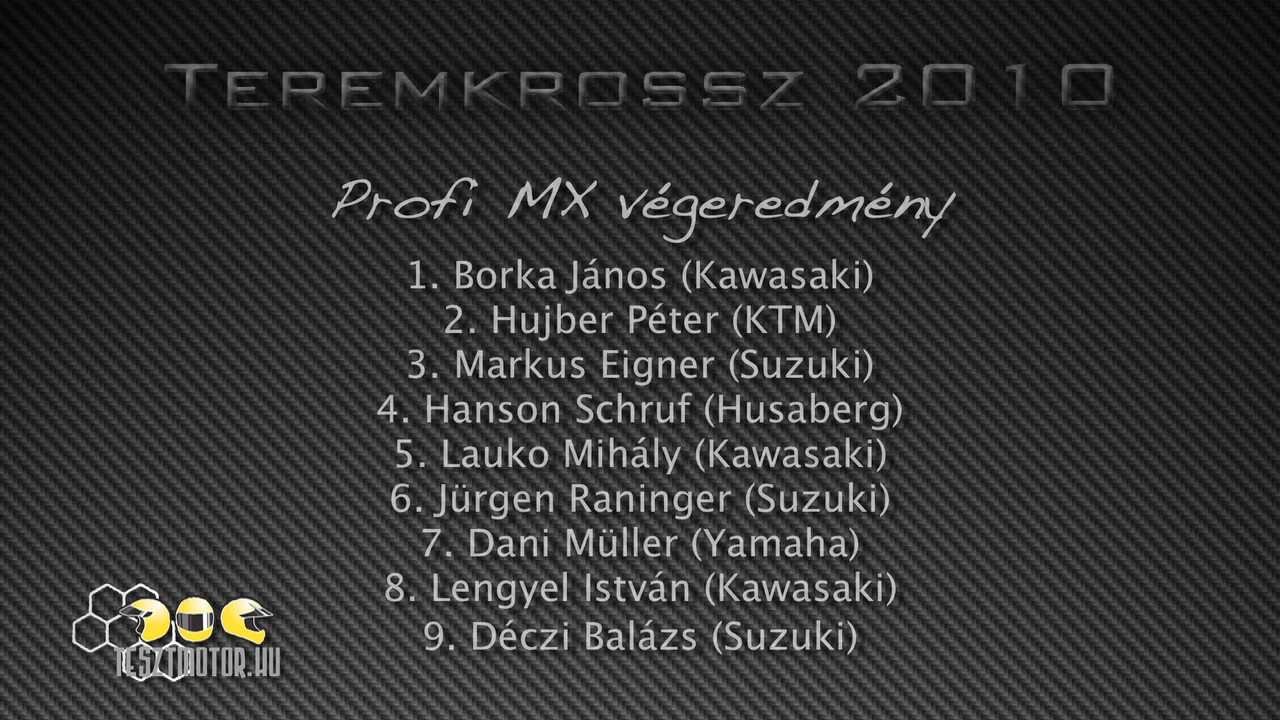 TEREMKROSSZ 2010
Profi MX végeredmény
1. Borka János (Kawasaki)
2. Hujber Péter (KTM)
3. Markus Eigner (Suzuki)
4. Hanson Schruf (Husaberg)
5. Lauko Mihály (Kawasaki)
6. Jürgen Raninger (Suzuki)
7. Dani Müller (Yamaha)
8. Lengyel István (Kawasaki)
9. Déczi Balázs (Suzuki)
TESZTMOTOR.HU